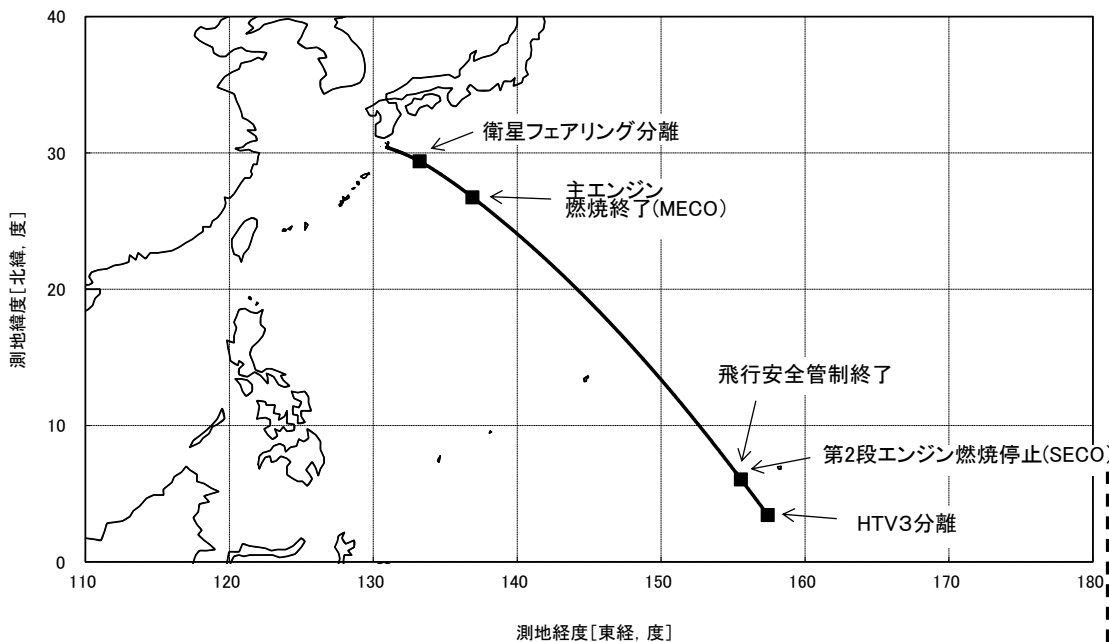 40
30
20
10
0
測地緯度[北緯, 度]
衛星フェアリング分離
主エンジン
燃焼終了(MECO)
飛行安全管制終了
第2段エンジン燃焼停止(SECO)
HTV3分離
110
120
130
140
150
160
170
180
測地経度[東経, 度]